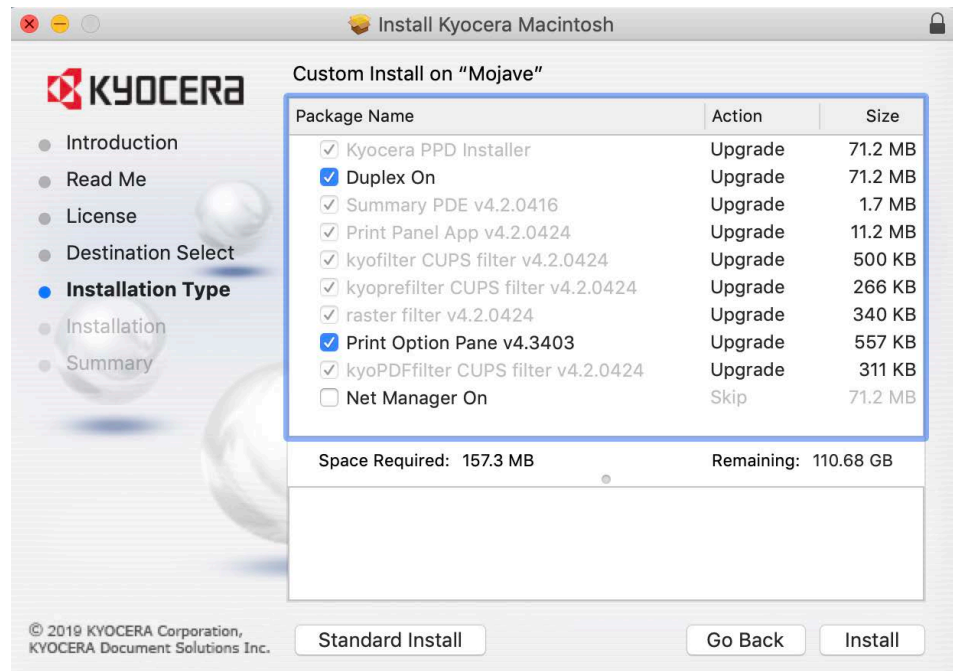 Install Kyocera Macintosh
KYOCERA
Introduction
Read Me
License
Destination Select
Installation Type
Installation
Summary
Custom Install on “Mojave”
Package Name Action Size
Kyocera PPD Installer Upgrade 71.2 MB
Duplex On Upgrade 71.2 MB
Summary PDE v4.2.0416 Upgrade 1.7 MB
Print Panel App v4.2.0424 Upgrade 11.2 MB
kyofilter CUPS filter v4.2.0424 Upgrade 500 KB
kyoprefilter CUPS filter v4.2.0424 Upgrade 266 KB
raster filter v4.2.0424 Upgrade 340 KB
Print Option Pane v4.3403 Upgrade 557 KB
kyoPDFfilter CUPS filter v4.2.0424 Upgrade 311 KB
Net Manager On Skip 71.2 MB
Space Required: 157.3 MB Remaining: 110.68 GB
© 2019 KYOCERA Corporation,
KYOCERA Document Solutions Inc.
Standard Install Go Back Install